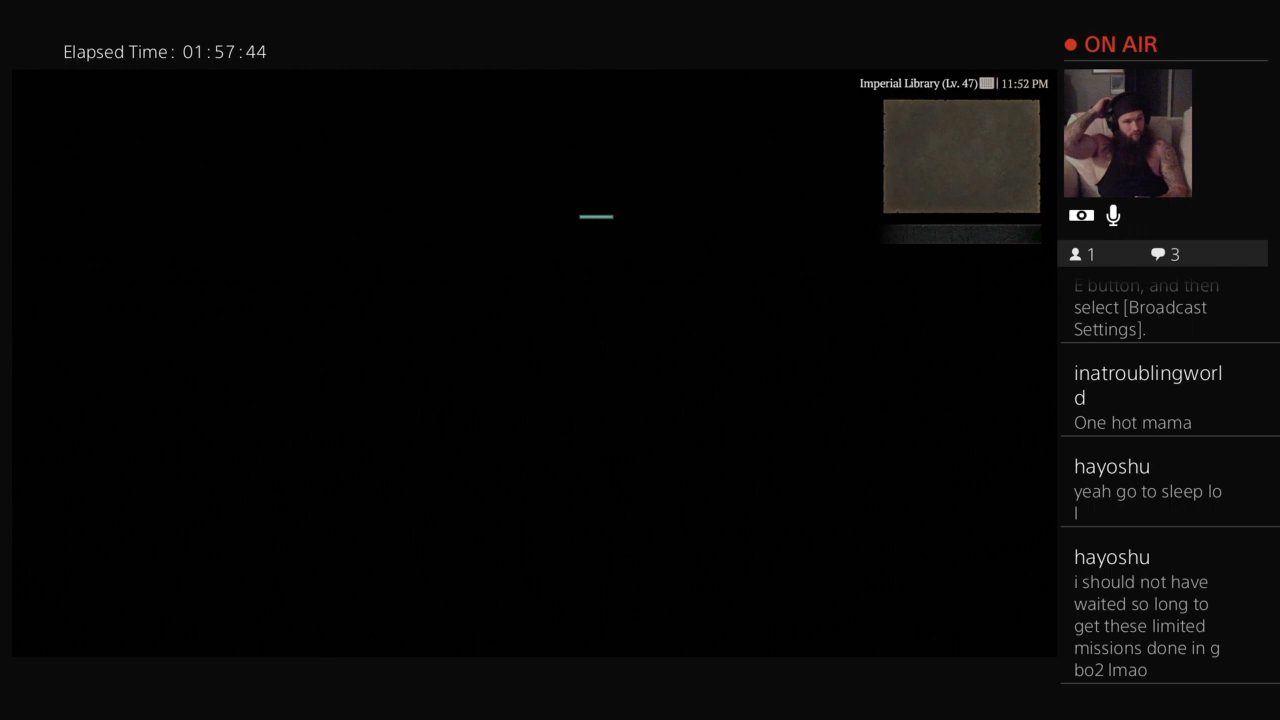 Elapsed Time: 01:57:44
ON AIR
Imperial Library (Lv. 47) | 11:52 PM
1 3
E button, and then
select [Broadcast
Settings].
inatroublingworl
d
One hot mama
hayoshu
yeah go to sleep lo
l
hayoshu
i should not have
waited so long to
get these limited
missions done in g
bo2 lmao